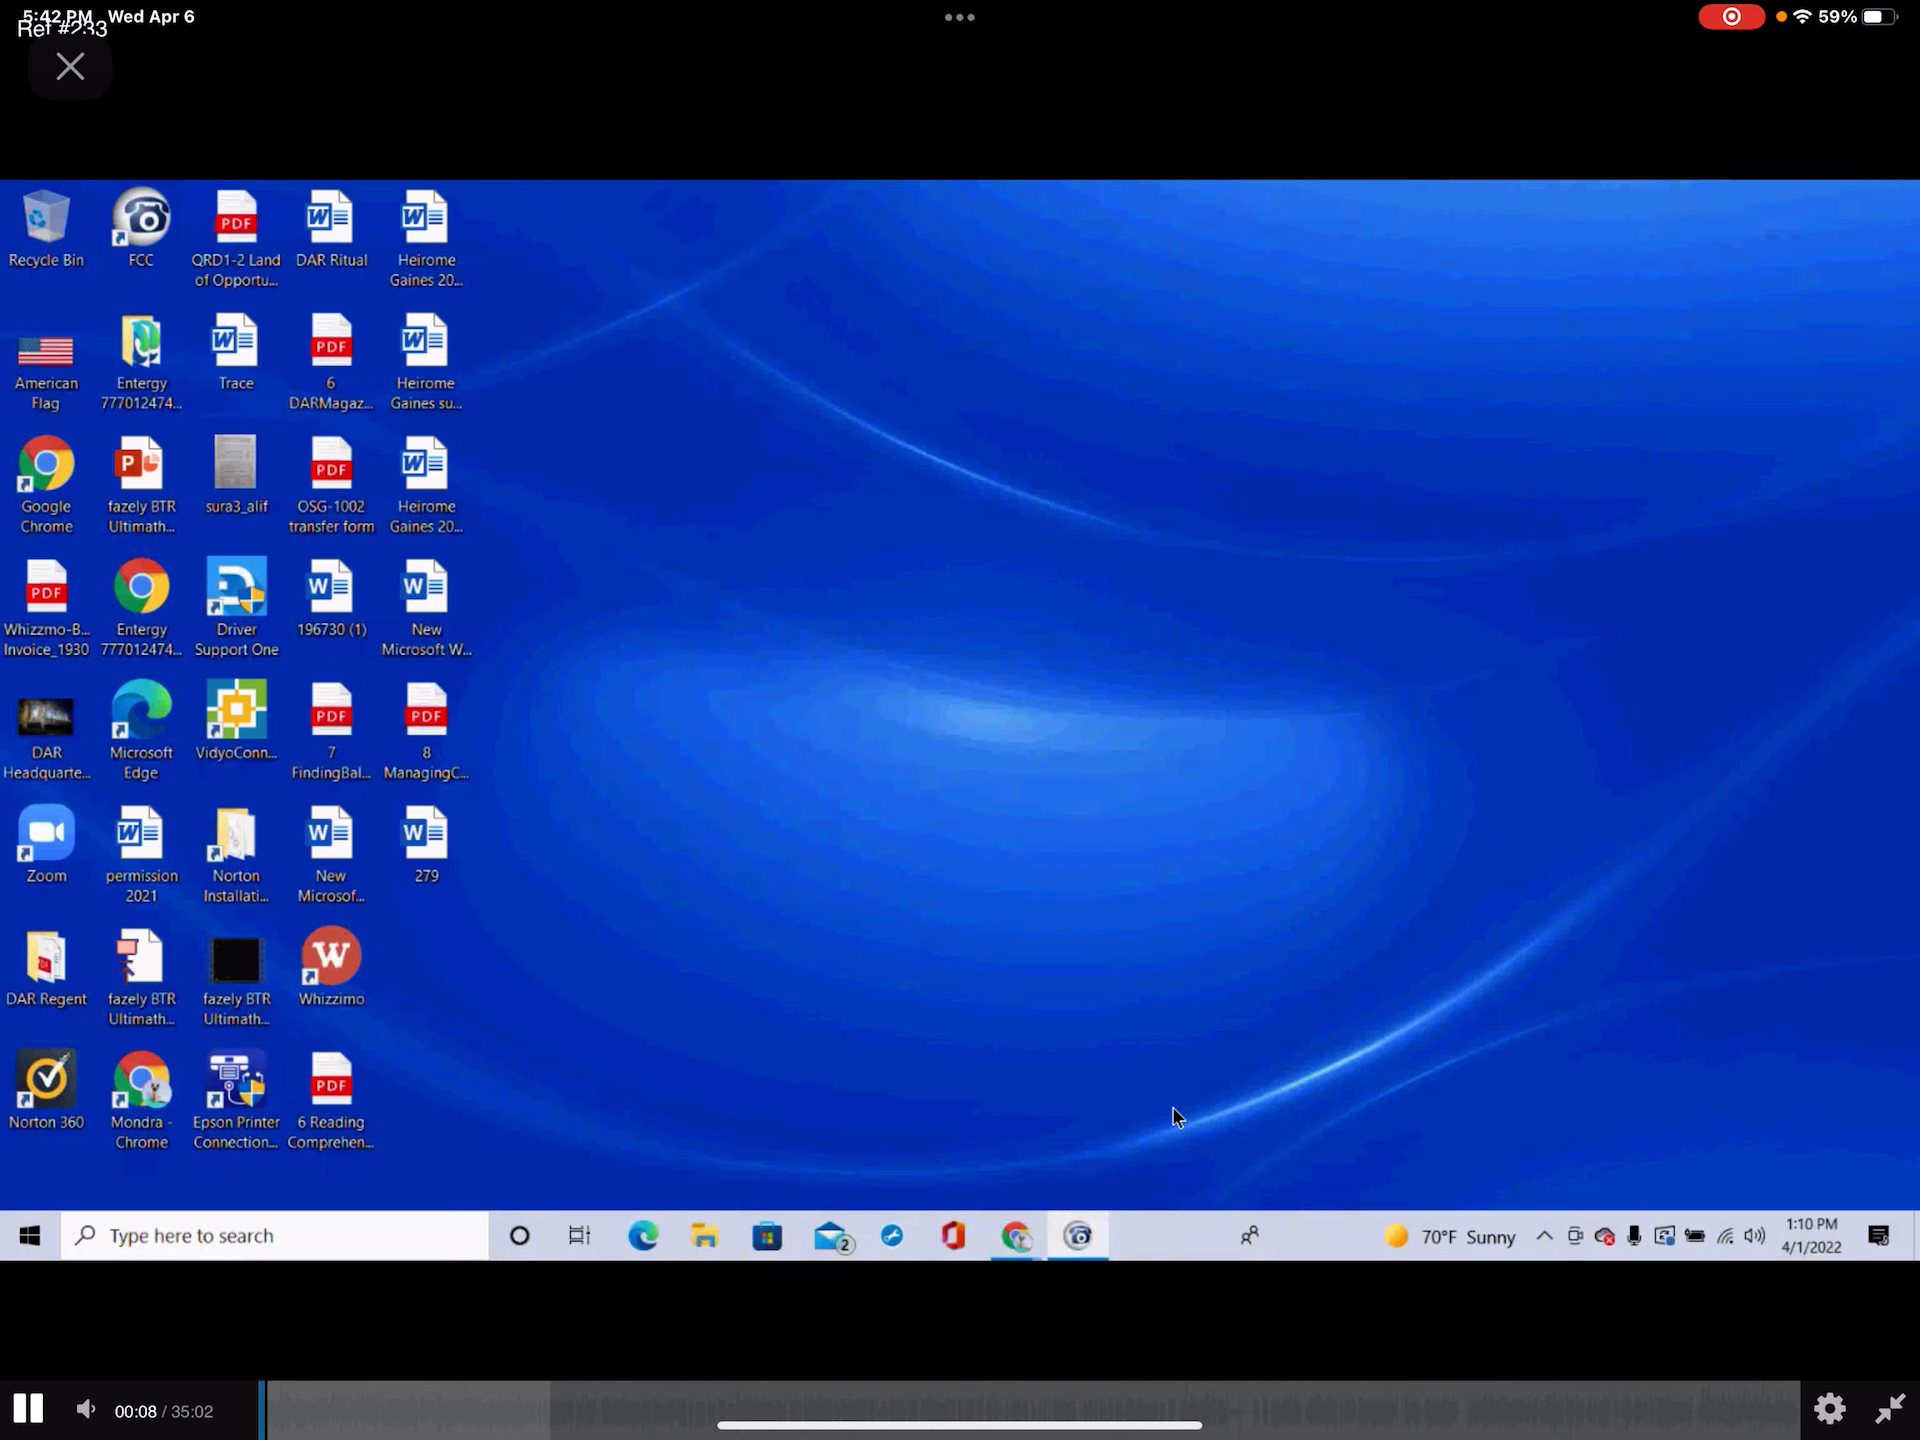 5:42 PM Wed Apr 6
59%
Ref #233
Recycle Bin
FCC
QRD1-2 Land
of Opportu...
DAR Ritual
Heirome
Gaines 20...
American
Flag
Entergy
777012474...
Trace
6
DARMagaz...
Heirome
Gaines su...
Google
Chrome
fazely BTR
Ultimath...
sura3_alif
OSG-1002
transfer form
Heirome
Gaines 20...
Whizzmo-B...
Invoice_1930
Entergy
777012474...
Driver
Support One
196730 (1)
New
Microsoft W...
DAR
Headquarte...
Microsoft
Edge
VidyoConn...
7
FindingBal...
8
ManagingC...
Zoom
permission
2021
Norton
Installati...
New
Microsof...
279
DAR Regent
fazely BTR
Ultimath...
fazely BTR
Ultimath...
Whizzimo
Norton 360
Mondra -
Chrome
Epson Printer
Connection...
6 Reading
Comprehen...
Type here to search
2
70°F Sunny
1:10 PM
4/1/2022
00:08 / 35:02